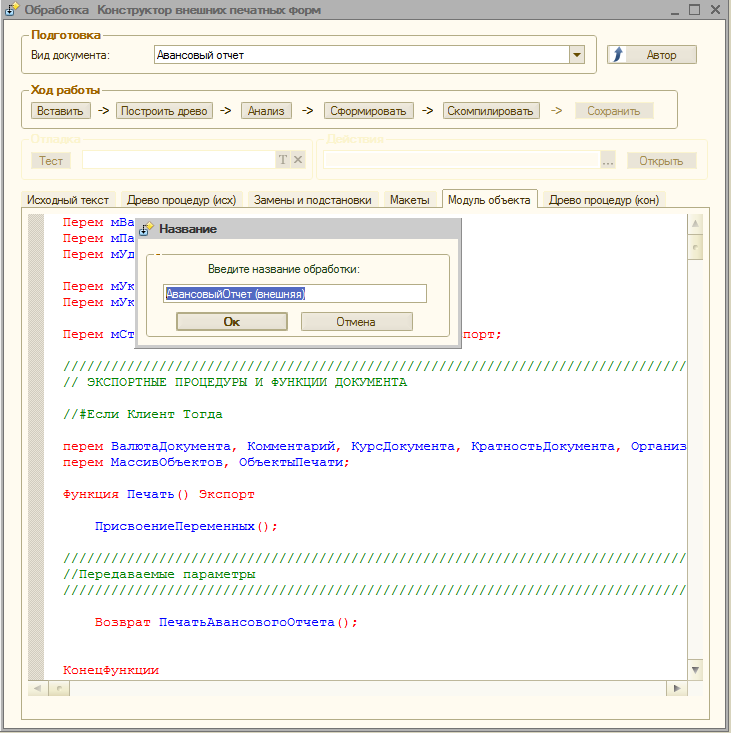 Обработка Конструктор внешних печатных форм
Подготовка
Вид документа: Авансовый отчет Автор
Ход работы
Вставить -> Построить древо -> Анализ -> Сформировать -> Скомпилировать -> Сохранить
Отладка Действия
Тест T ... Открыть
Исходный текст Древо процедур (исх) Замены и подстановки Макеты Модуль объекта Древо процедур (кон)
Перем мВа
Перем мПа
Перем мУд
Перем мУк
Перем мУк
Перем мСт порт;
Название
Введите название обработки:
АвансовыйОтчет (внешняя)
Ок Отмена
//////////////////////////////////////////////////////////////////////////////
// ЭКСПОРТНЫЕ ПРОЦЕДУРЫ И ФУНКЦИИ ДОКУМЕНТА
//#Если Клиент Тогда
перем ВалютаДокумента, Комментарий, КурсДокумента, КратностьДокумента, Организ
перем МассивОбъектов, ОбъектыПечати;
Функция Печать() Экспорт
ПрисвоениеПеременных();
//////////////////////////////////////////////////////////////////////////////
//Передаваемые параметры
//////////////////////////////////////////////////////////////////////////////
Возврат ПечатьАвансовогоОтчета();
КонецФункции